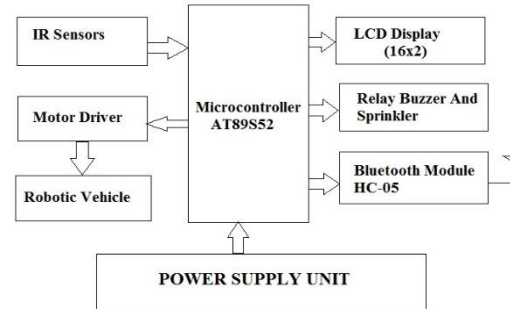 IR Sensors
LCD Display
(16x2)
Microcontroller
AT89S52
Relay Buzzer And
Sprinkler
Motor Driver
Bluetooth Module
HC-05
Robotic Vehicle
POWER SUPPLY UNIT